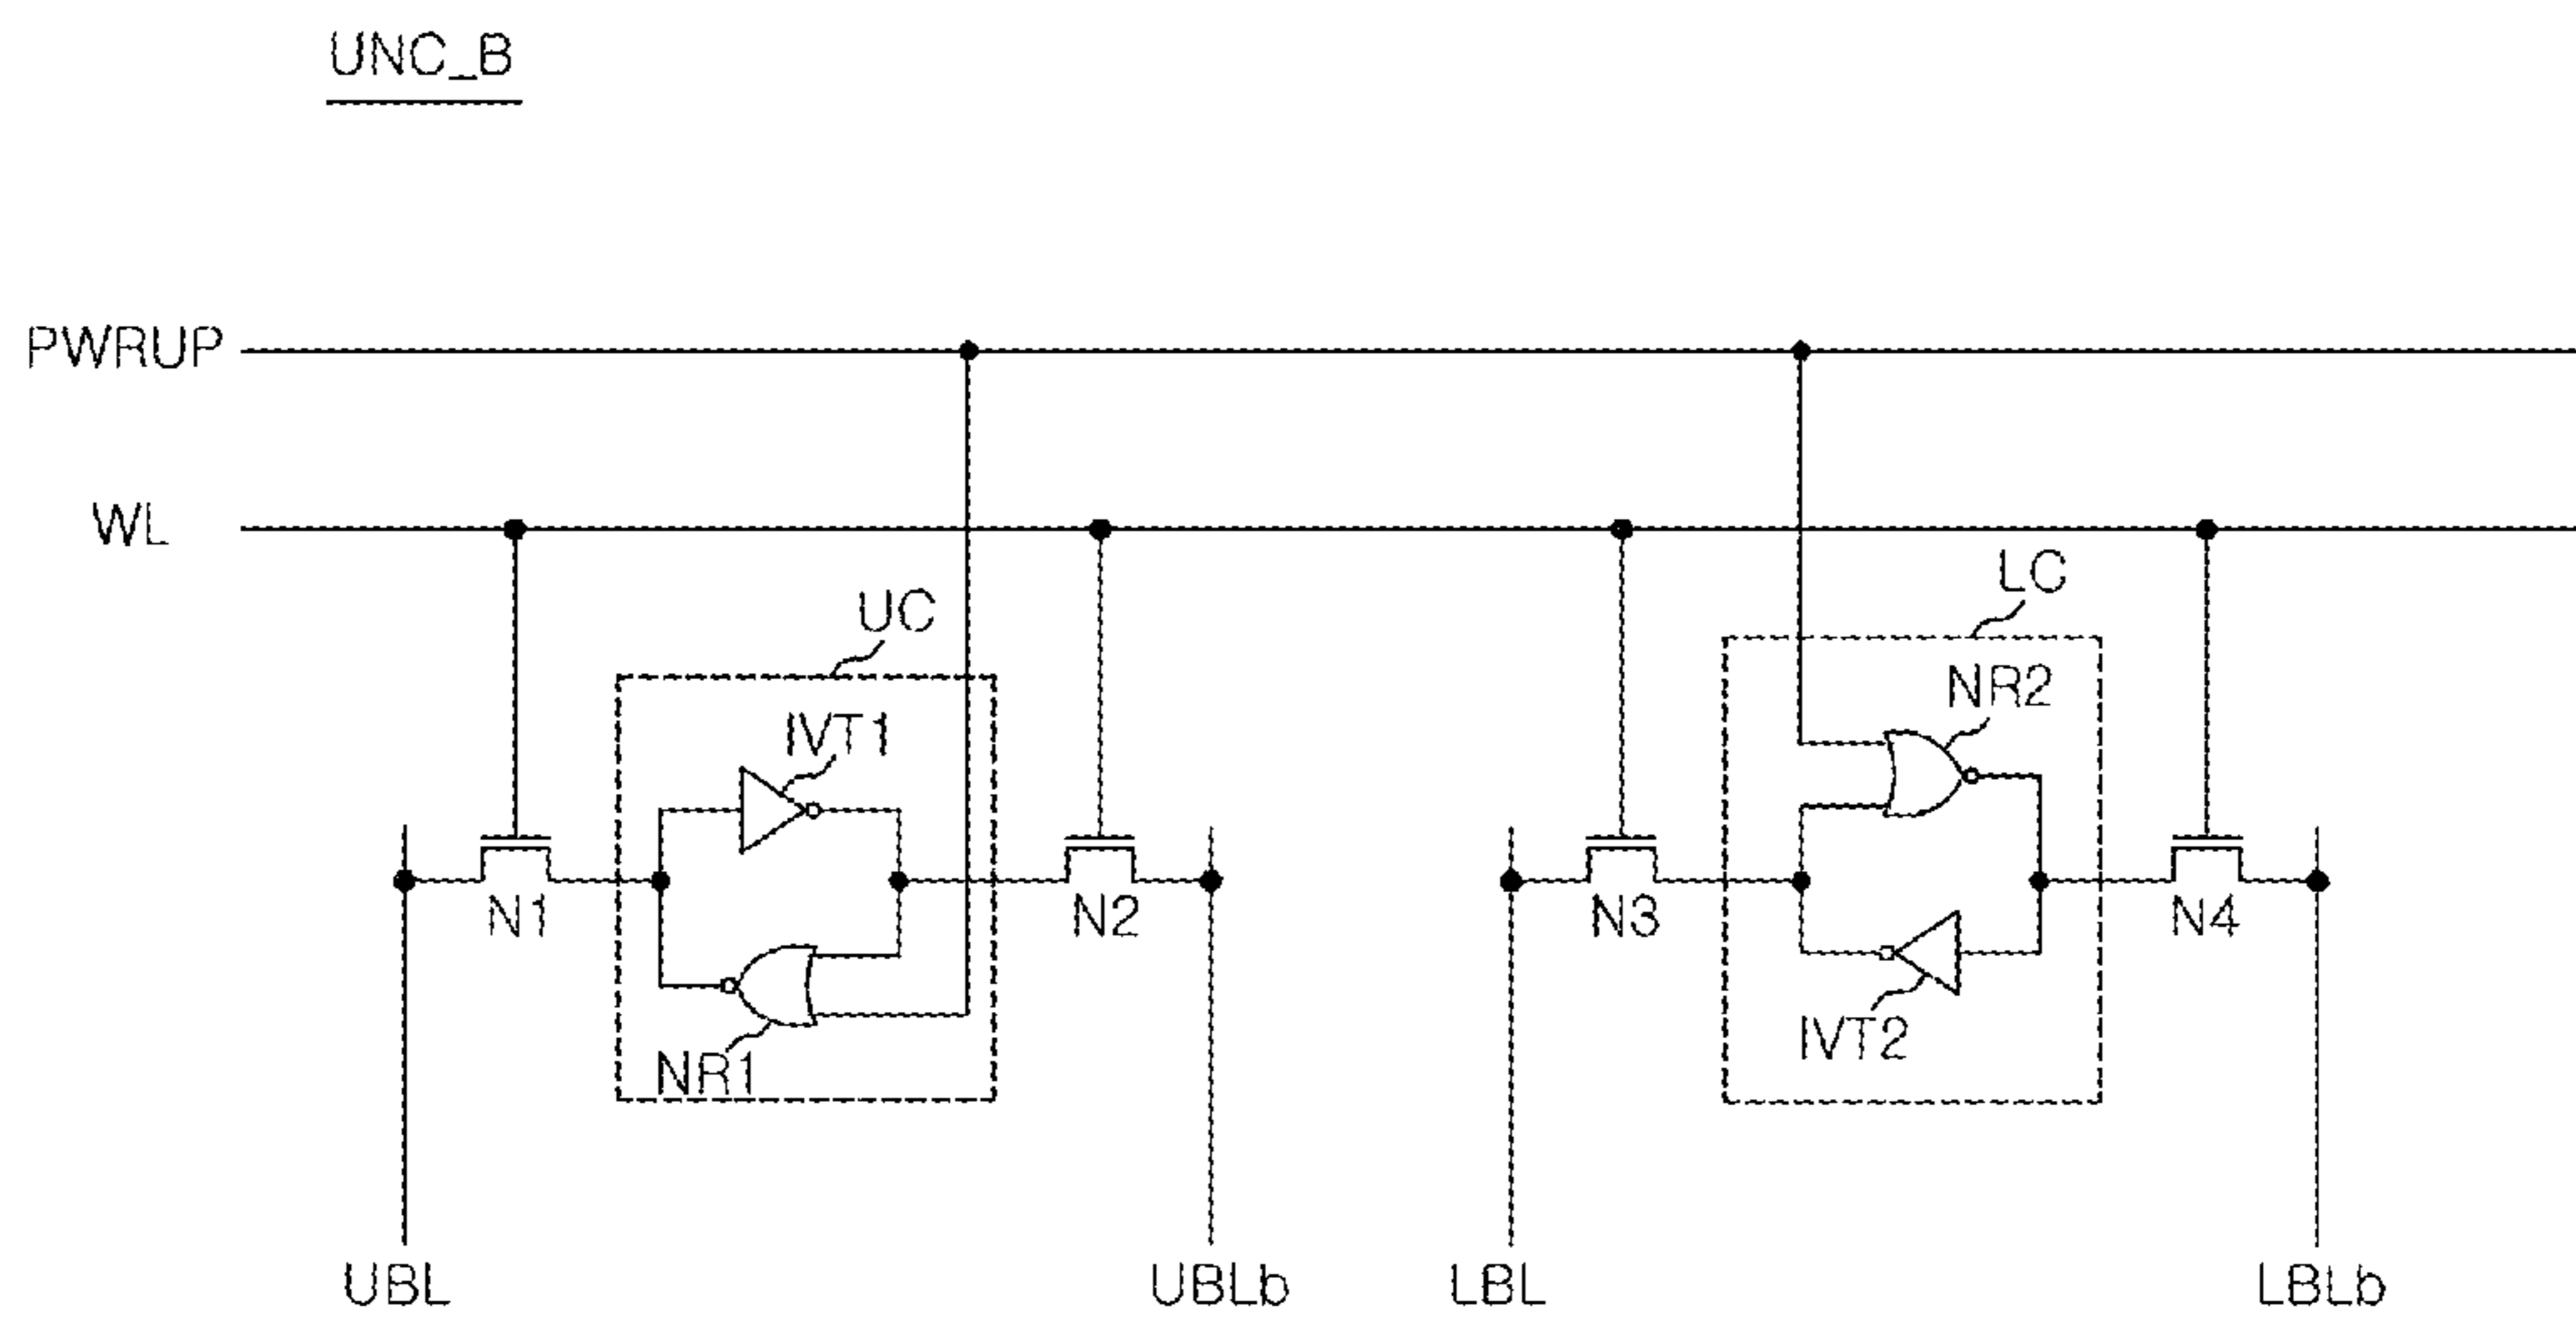 UNC_B
PWRUP
WL
UC
LC
IVT1
NR2
N1
N2
N3
N4
NR1
IVT2
UBL
UBLb
LBL
LBLb